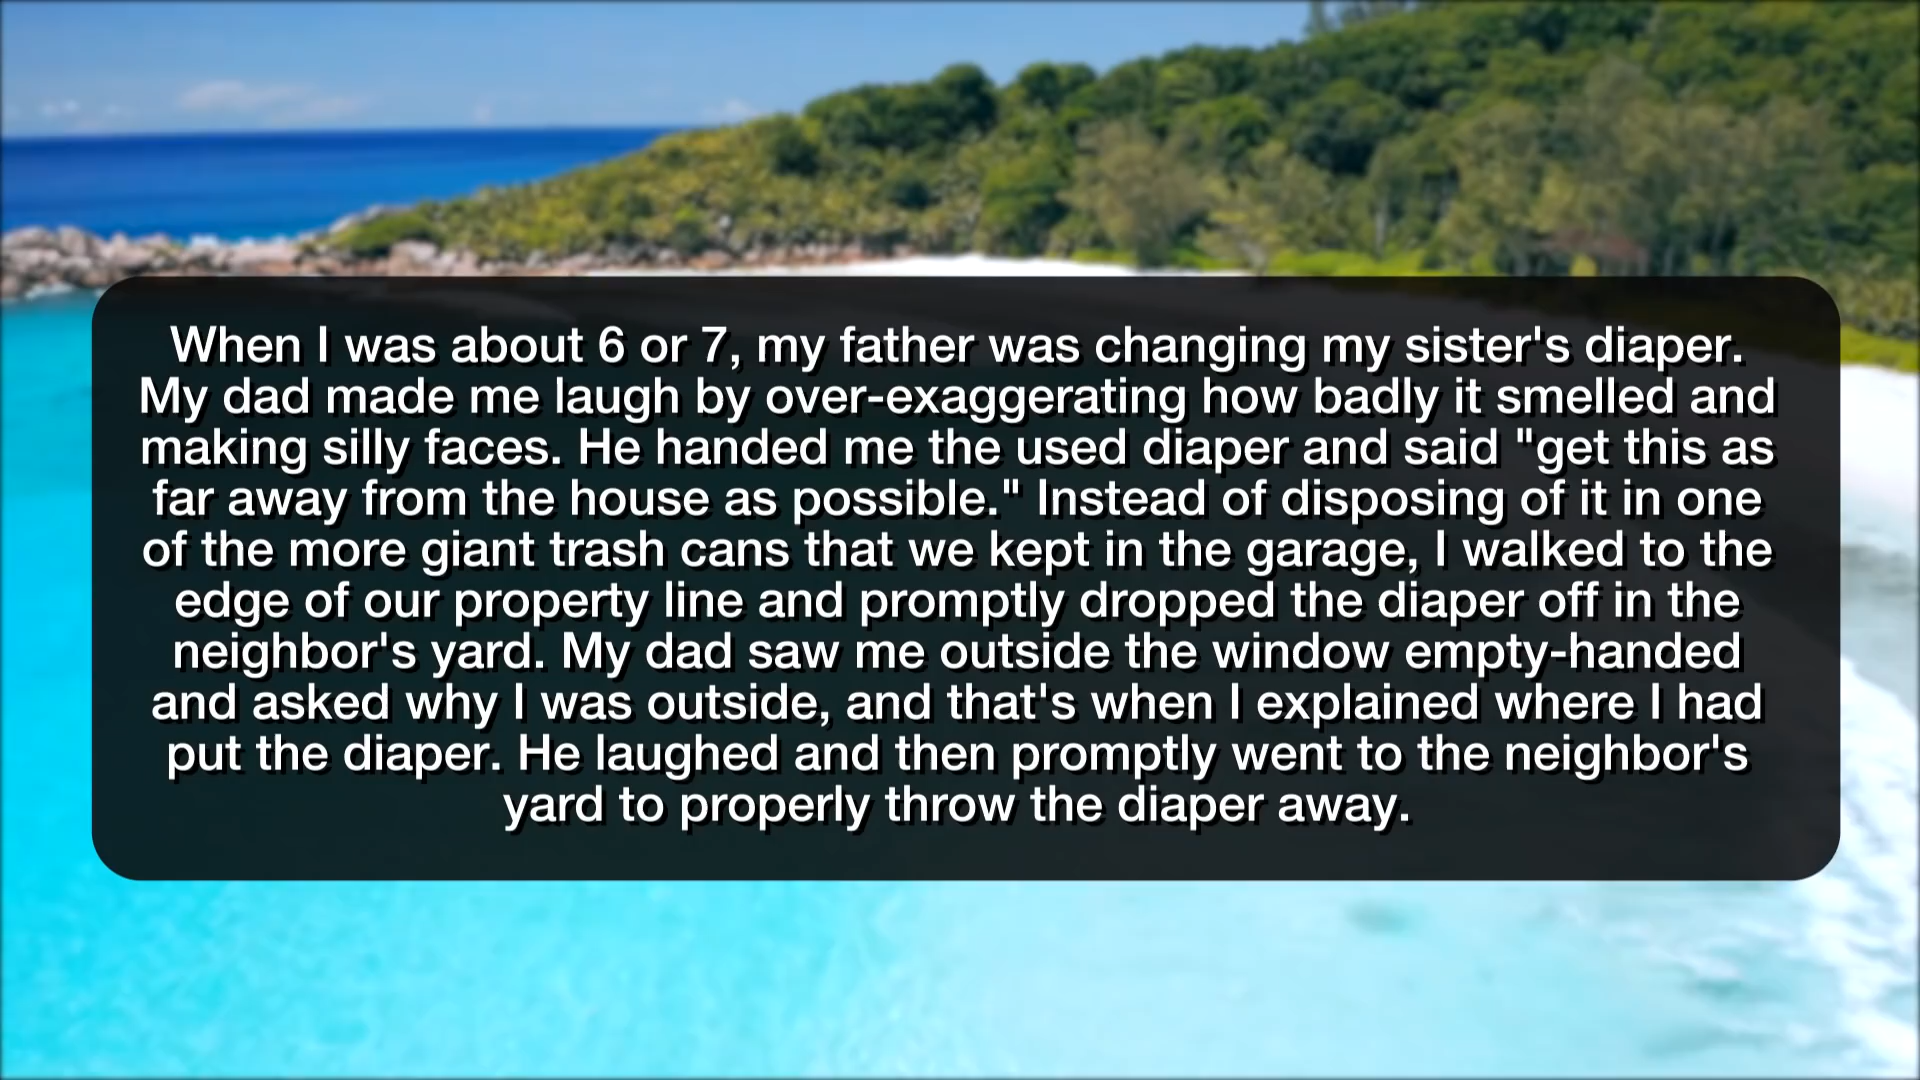 When I was about 6 or 7, my father was changing my sister's diaper.
My dad made me laugh by over-exaggerating how badly it smelled and
making silly faces. He handed me the used diaper and said "get this as
far away from the house as possible." Instead of disposing of it in one
of the more giant trash cans that we kept in the garage, I walked to the
edge of our property line and promptly dropped the diaper off in the
neighbor's yard. My dad saw me outside the window empty-handed
and asked why I was outside, and that's when I explained where I had
put the diaper. He laughed and then promptly went to the neighbor's
yard to properly throw the diaper away.